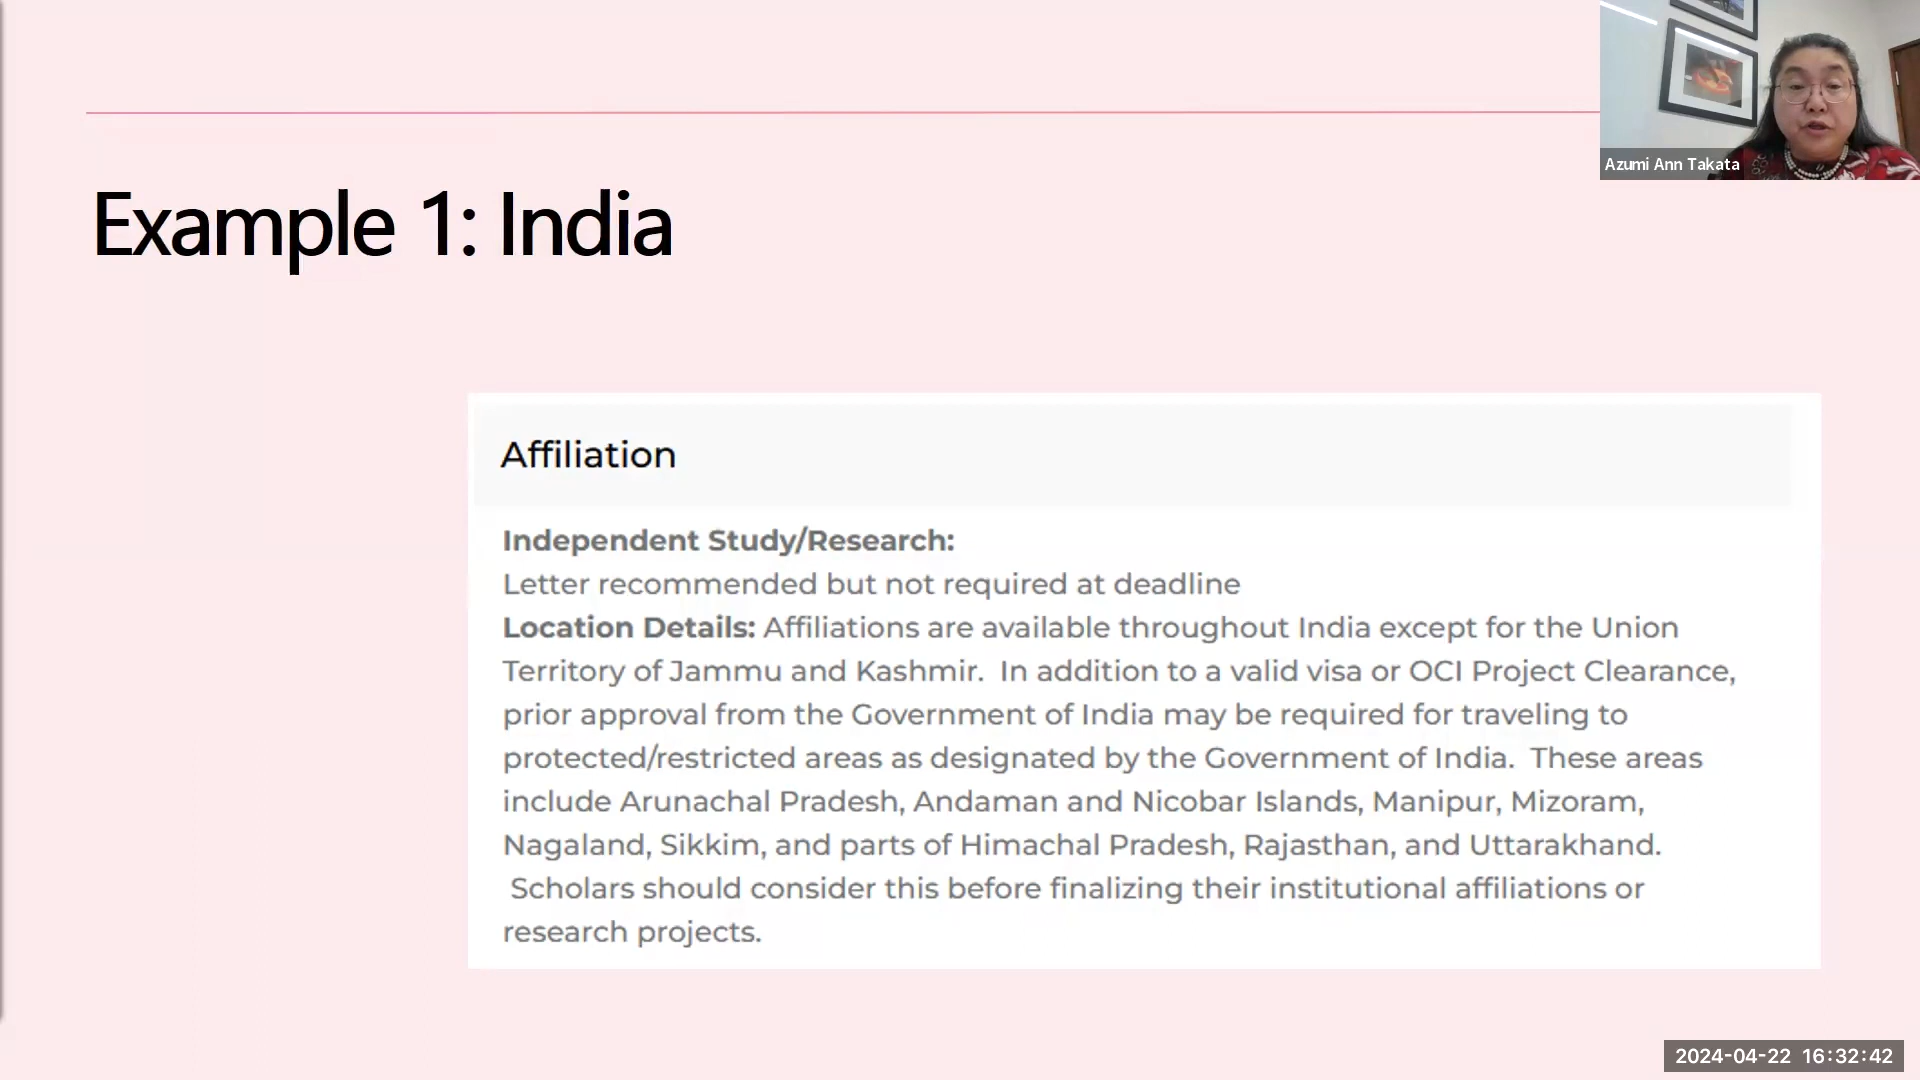 Azumi Ann Takata
Example 1: India
Affiliation
Independent Study/Research:
Letter recommended but not required at deadline
Location Details: Affiliations are available throughout India except for the Union
Territory of Jammu and Kashmir.  In addition to a valid visa or OCI Project Clearance,
prior approval from the Government of India may be required for traveling to
protected/restricted areas as designated by the Government of India.  These areas
include Arunachal Pradesh, Andaman and Nicobar Islands, Manipur, Mizoram,
Nagaland, Sikkim, and parts of Himachal Pradesh, Rajasthan, and Uttarakhand.
Scholars should consider this before finalizing their institutional affiliations or
research projects.
2024-04-22 16:32:42